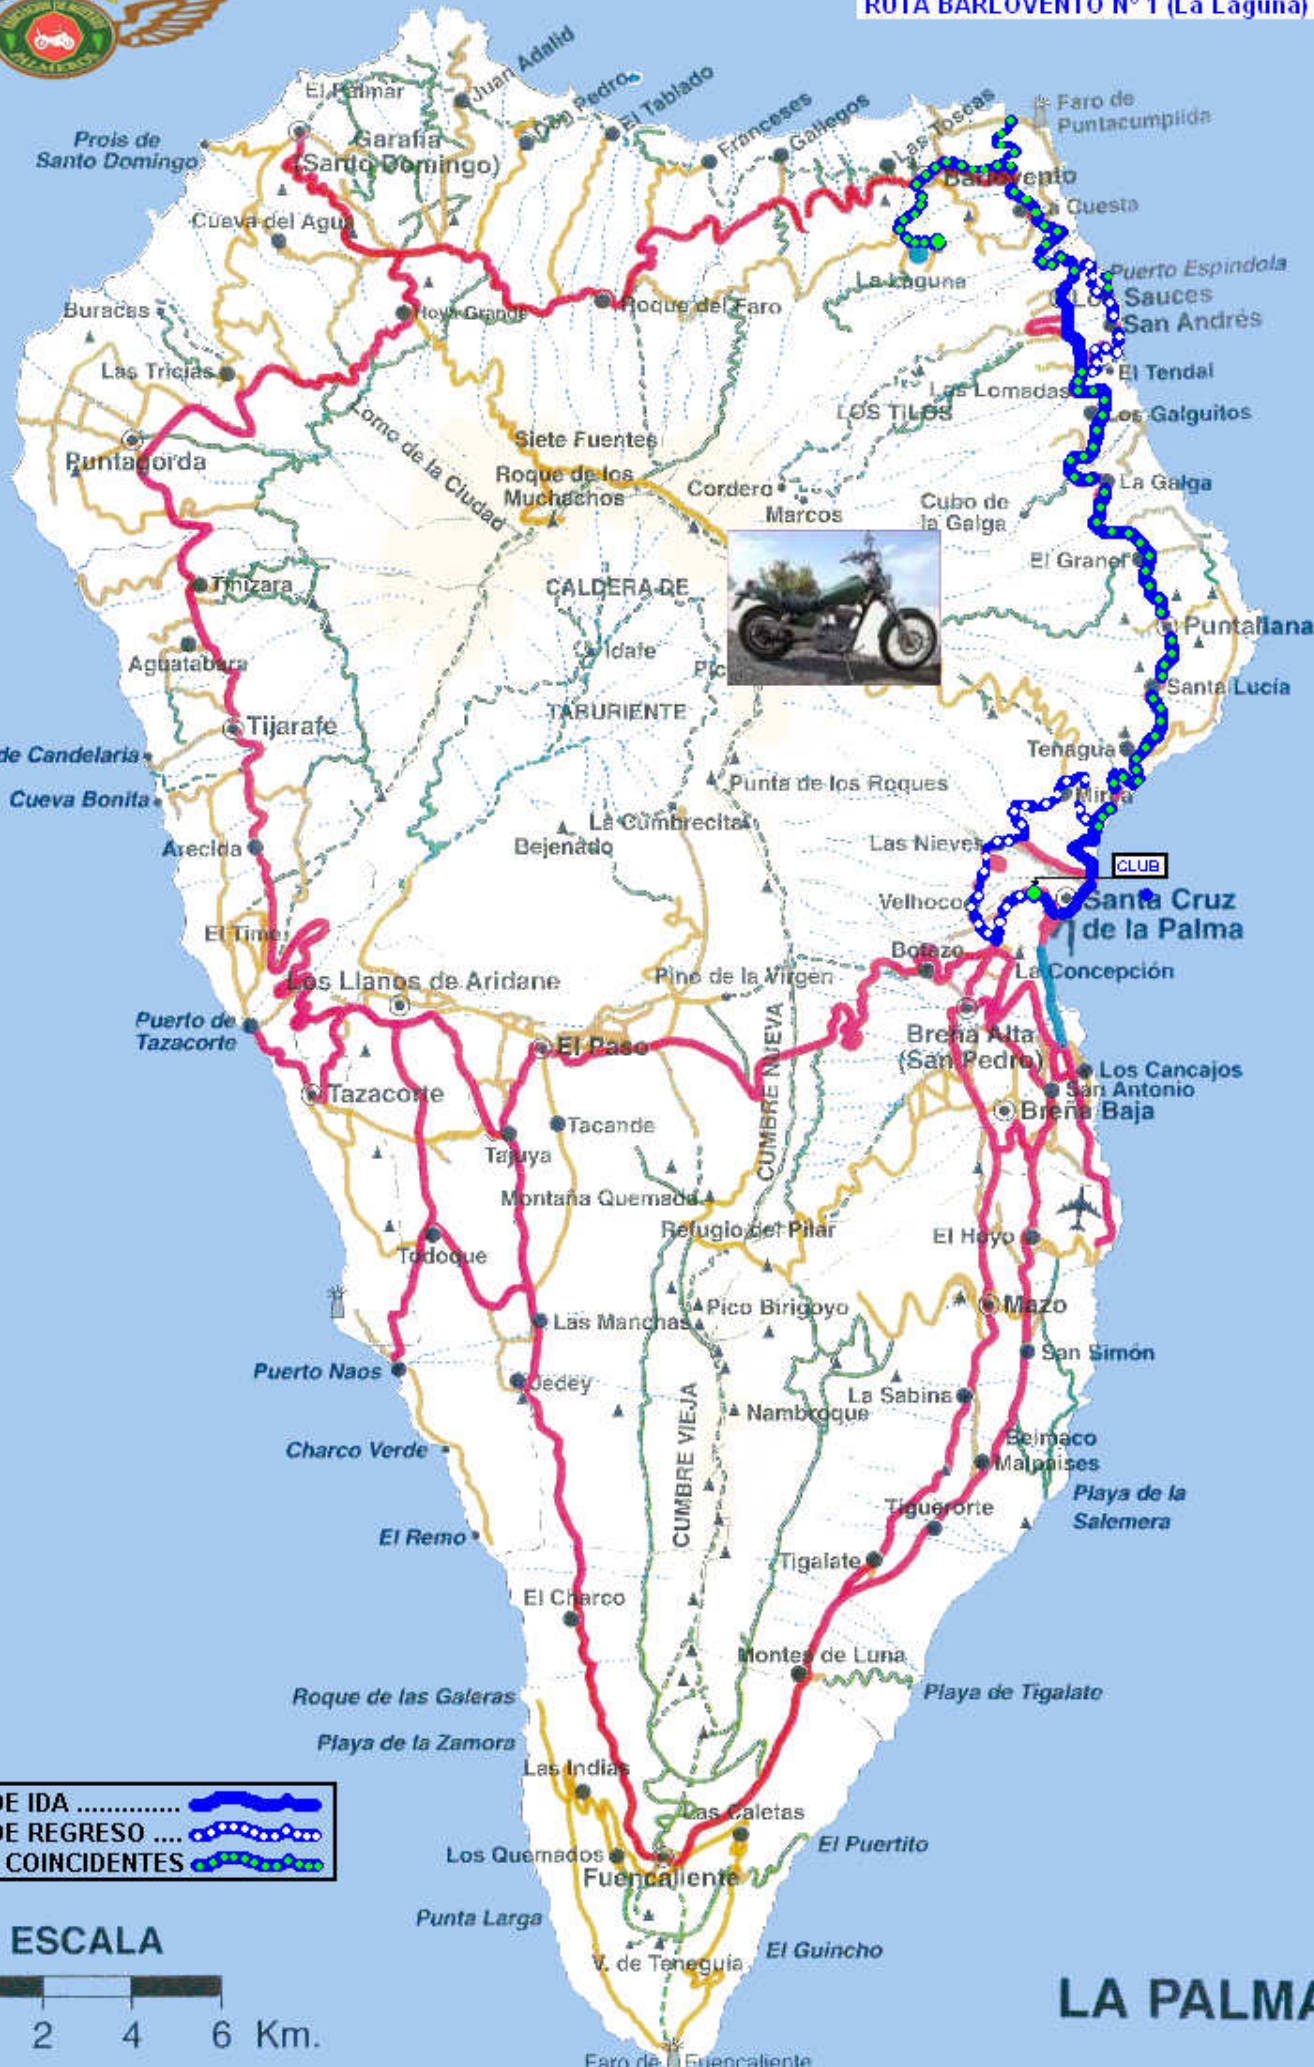 RUTA BARLOVENTO Nº 1 (La Laguna)
PALMEROS
El Palmar
Juan Adalid
Don Pedro
El Tablado
Franceses
Gallegos
Las Toscas
Faro de
Puntacumplida
Prois de
Santo Domingo
Garafía
(Santo Domingo)
Barlovento
La Cuesta
Cueva del Agua
Puerto Espindola
La Laguna
Los Sauces
San Andrés
Buracas
Hoya Grande
Roque del Faro
Las Tricias
El Tendal
Las Lomadas
LOS TILOS
Los Galguitos
Lomo de la Ciudad
Siete Fuentes
Puntagorda
Roque de los
Muchachos
Cordero
Marcos
La Galga
Cubo de
la Galga
El Granel
Tinizara
CALDERA DE
Puntallana
Idafe
Aguatabara
Pic
Santa Lucía
TABURIENTE
Tijarafe
Tenagua
de Candelaria
Punta de los Roques
Cueva Bonita
Mirca
La Cumbrecita
Bejenado
Arecida
Las Nieves
CLUB
Velhoco
Santa Cruz
de la Palma
El Time
Botazo
La Concepción
Los Llanos de Aridane
Pino de la Virgen
Puerto de
Tazacorte
El Paso
Breña Alta
(San Pedro)
CUMBRE NUEVA
Los Cancajos
San Antonio
Tazacorte
Breña Baja
Tacande
Tajuya
Montaña Quemada
Refugio del Pilar
El Hoyo
Todoque
Pico Birigoyo
Mazo
Las Manchas
San Simón
Puerto Naos
Jedey
La Sabina
Nambroque
CUMBRE VIEJA
Charco Verde
Belmaco
Malpaises
Playa de la
Salemera
Tiguerorte
El Remo
Tigalate
El Charco
Montes de Luna
Roque de las Galeras
Playa de Tigalate
Playa de la Zamora
Las Indias
DE IDA ..............
Las Caletas
DE REGRESO ....
El Puertito
COINCIDENTES
Los Quemados
Fuencaliente
Punta Larga
ESCALA
El Guincho
V. de Teneguía
LA PALMA
2 4 6 Km.
Faro de Fuencaliente